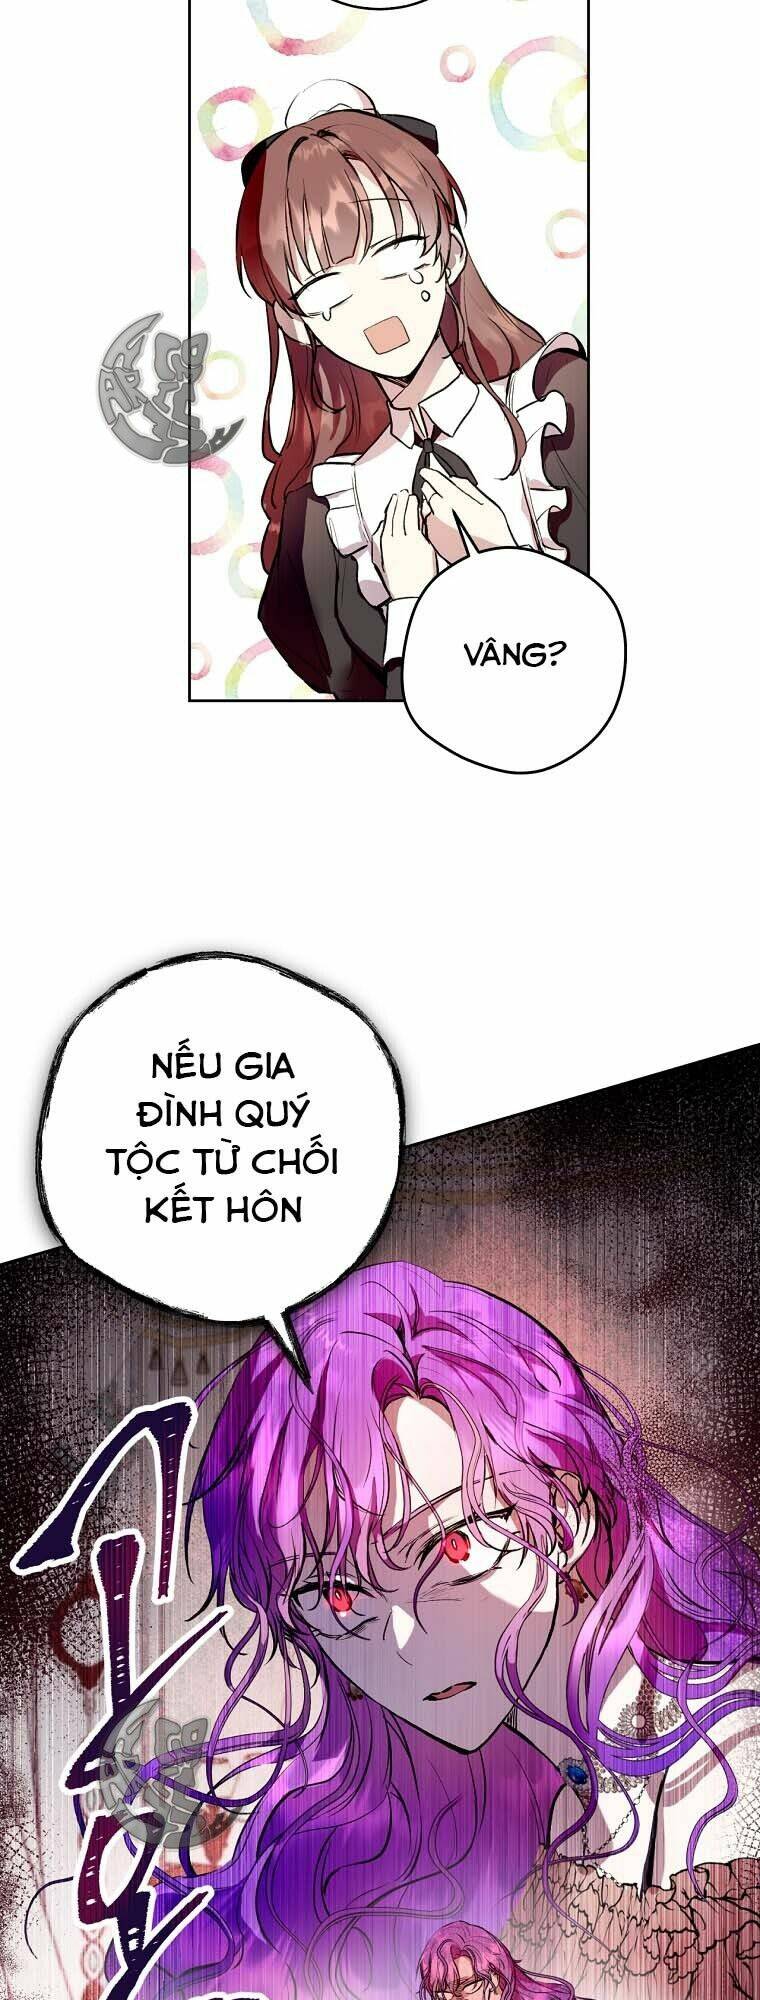 VÂNG?
NẾU GIA
ĐÌNH QUÝ
TỘC TỪ CHỐI
KẾT HÔN